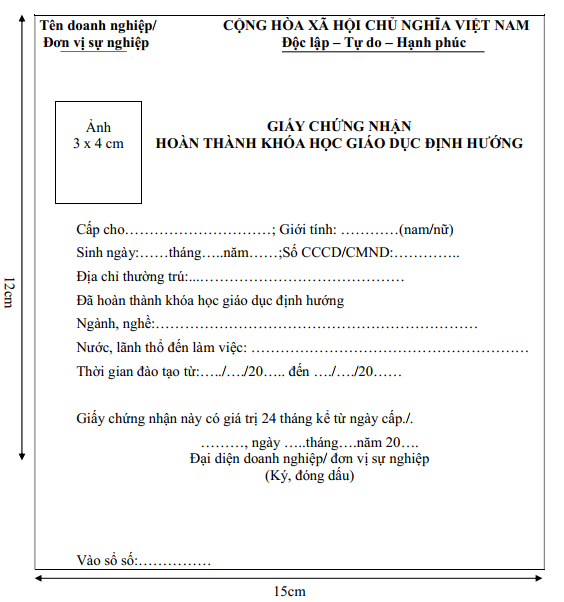 Tên doanh nghiệp/
Đơn vị sự nghiệp
CỘNG HÒA XÃ HỘI CHỦ NGHĨA VIỆT NAM
Độc lập – Tự do – Hạnh phúc
Ảnh
3 x 4 cm
GIẤY CHỨNG NHẬN
HOÀN THÀNH KHÓA HỌC GIÁO DỤC ĐỊNH HƯỚNG
Cấp cho…………………………; Giới tính: …………(nam/nữ)
Sinh ngày:……tháng…..năm……;Số CCCD/CMND:…………..
Địa chỉ thường trú:...……………………………………
Đã hoàn thành khóa học giáo dục định hướng
Ngành, nghề:……………………………………………………………
Nước, lãnh thổ đến làm việc: …………………………………………………
Thời gian đào tạo từ:…../…./20….. đến …./…./20……
Giấy chứng nhận này có giá trị 24 tháng kể từ ngày cấp./.
………, ngày …..tháng….năm 20….
Đại diện doanh nghiệp/ đơn vị sự nghiệp
(Ký, đóng dấu)
Vào sổ số:……………
12cm
15cm